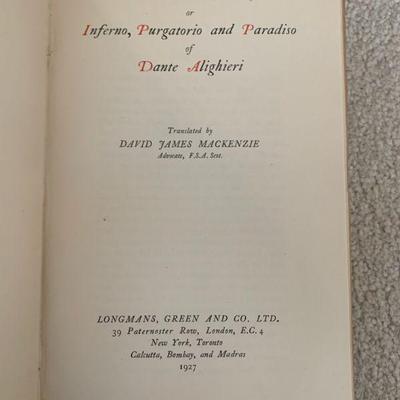 or
Inferno, Purgatorio and Paradiso
of
Dante Alighieri
Translated by
DAVID JAMES MACKENZIE
Advocate, F.S.A. Scot.
LONGMANS, GREEN AND CO. LTD.
39 Paternoster Row, London, E.C. 4
New York, Toronto
Calcutta, Bombay, and Madras
1927